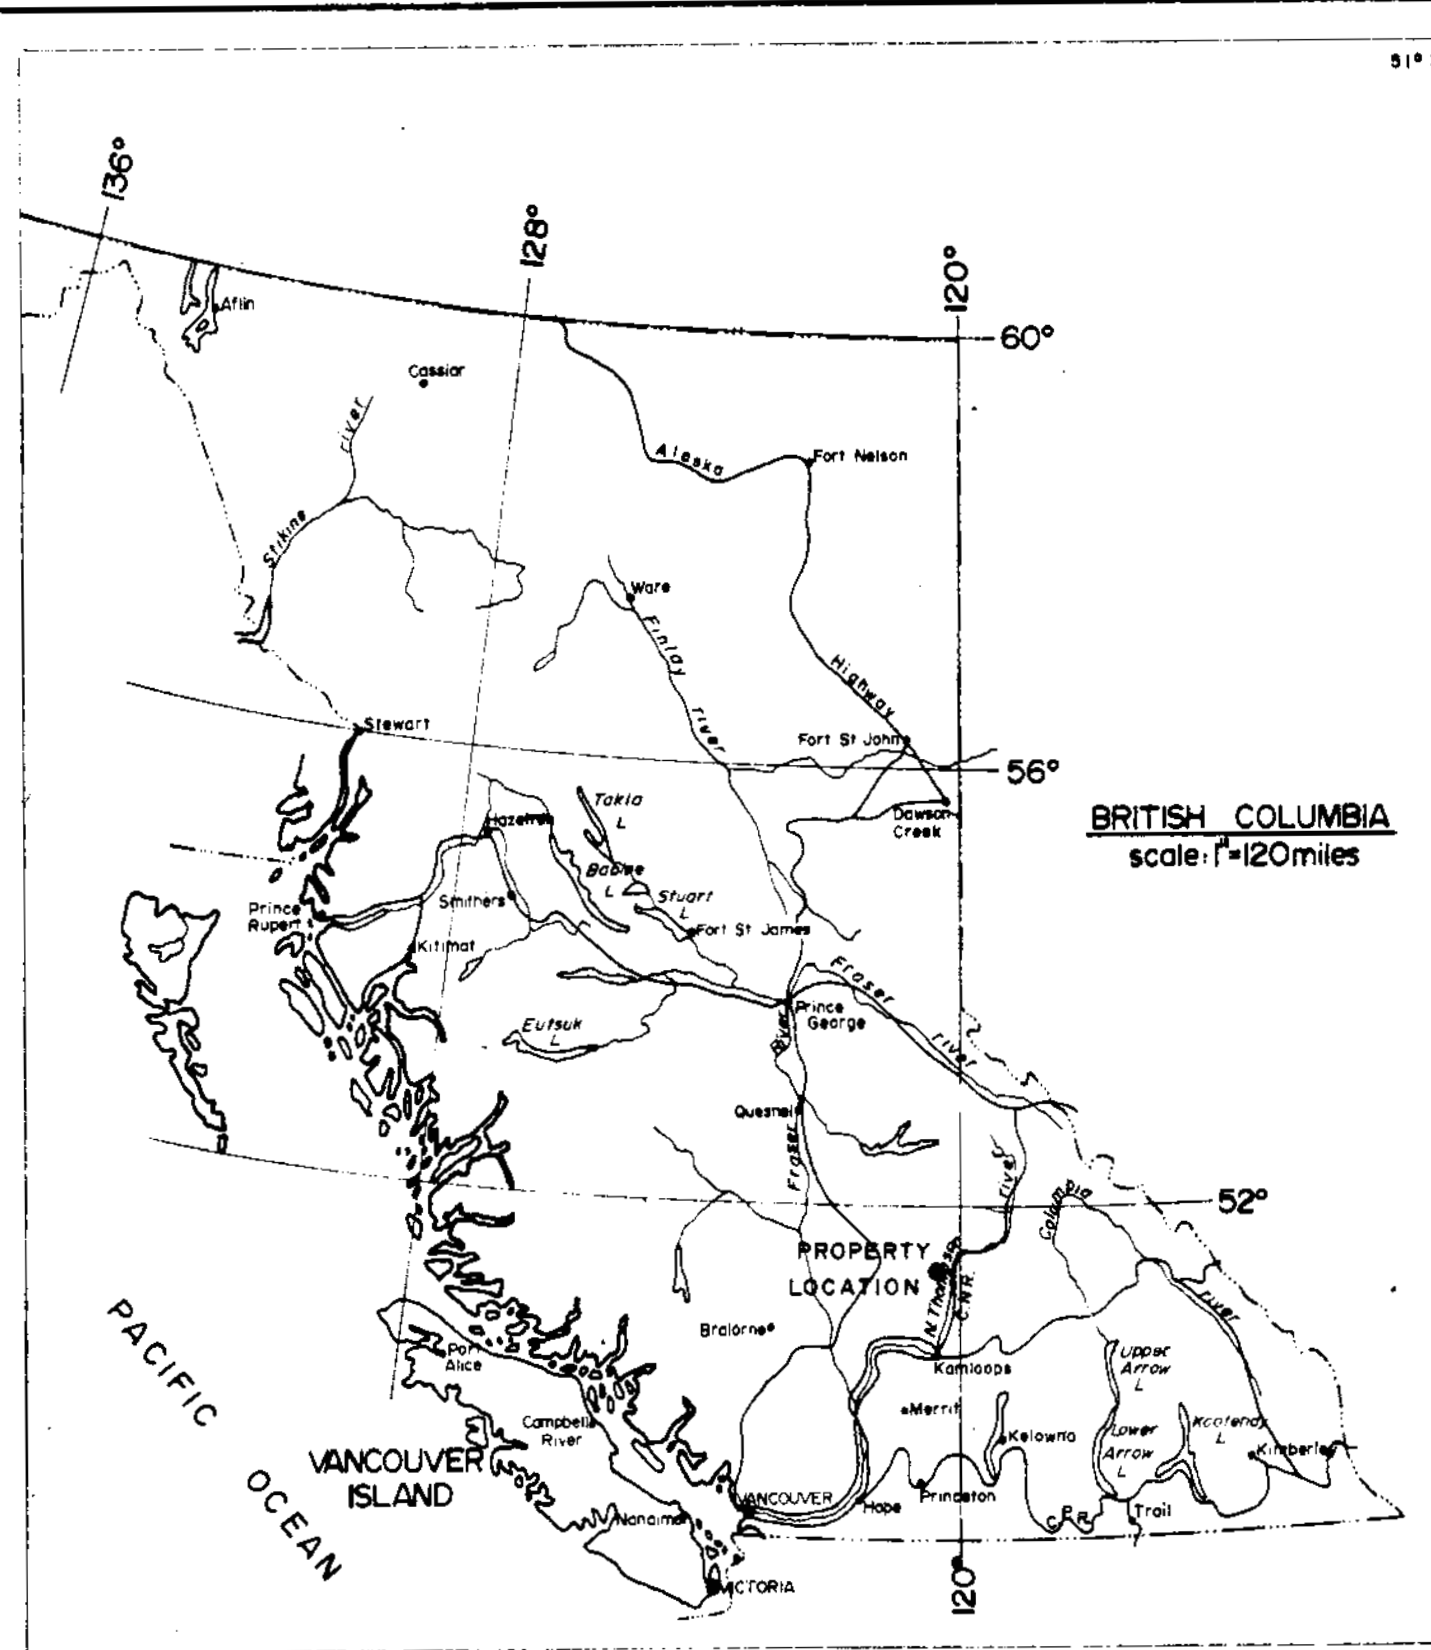 51°
136°
128°
120°
60°
Atlin
Cassiar
river
Alaska
Fort Nelson
Stikine
Ware
Finlay
river
Highway
Stewart
Fort St John
56°
Takla
L
Dawson
Creek
BRITISH COLUMBIA
scale: 1"=120miles
Babine
L
Stuart
L
Smithers
Prince
Rupert
Fort St James
Kitimat
Fraser
river
Prince
George
River
Eutsuk
L
Quesnel
Fraser
river
Columbia
52°
PROPERTY
LOCATION
N. Thompson
C.N.R.
river
PACIFIC
OCEAN
Bralorne
Port
Alice
Kamloops
Upper
Arrow
L
Merrit
Campbell
River
Kelowna
Lower
Arrow
L
Kootenay
L
Kimberley
VANCOUVER
ISLAND
VANCOUVER
Hope
Princeton
C.P.R.
Trail
Nanaimo
VICTORIA
120°